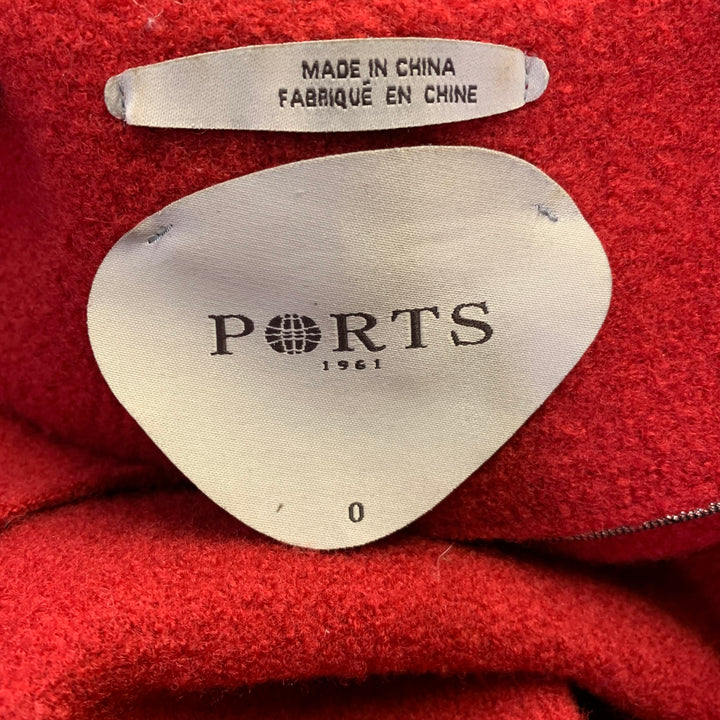 MADE IN CHINA
FABRIQUÉ EN CHINE
PORTS
1961
0